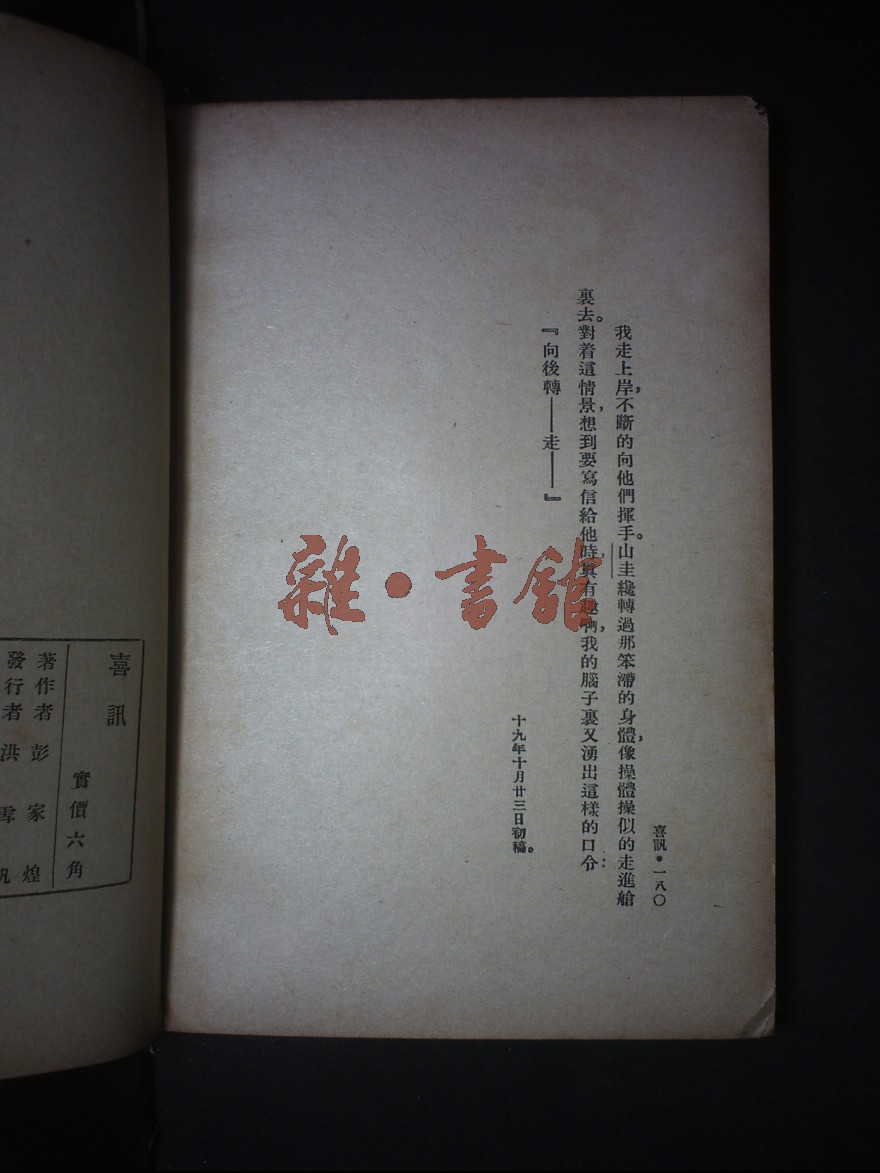 喜訊・一八〇
我走上岸，不斷的向他們揮手。山圭纔轉過那笨滯的身體，像操體操似的走進艙
裏去。對着這情景，想到要寫信給他時，真有趣啊，我的腦子裏又湧出這樣的口令：
『向後轉——走——』
十九年十月廿三日初稿。
雜・書館
喜訊
實價六角
著作者 彭家煌
發行者 洪雪帆